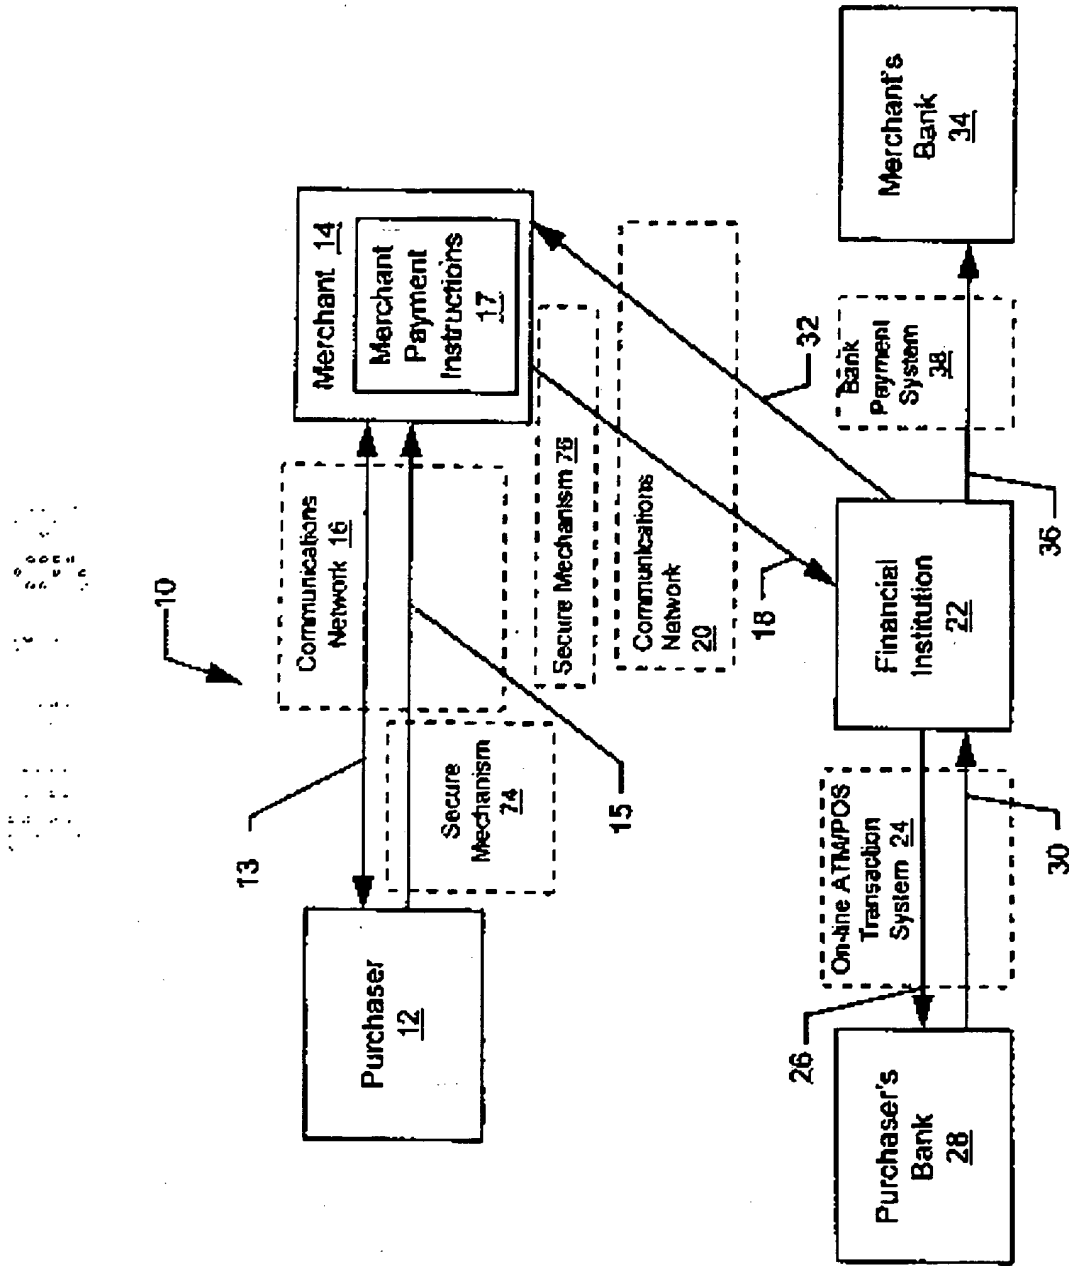 10
13
Purchaser
12
Communications
Network 16
Merchant 14
Merchant
Payment
Instructions
17
Secure
Mechanism
74
15
Secure Mechanism 76
Communications
Network
20
18
32
26
On-line ATM/POS
Transaction
System 24
Bank
Payment
System
38
Purchaser's
Bank
28
Financial
Institution
22
Merchant's
Bank
34
30
36